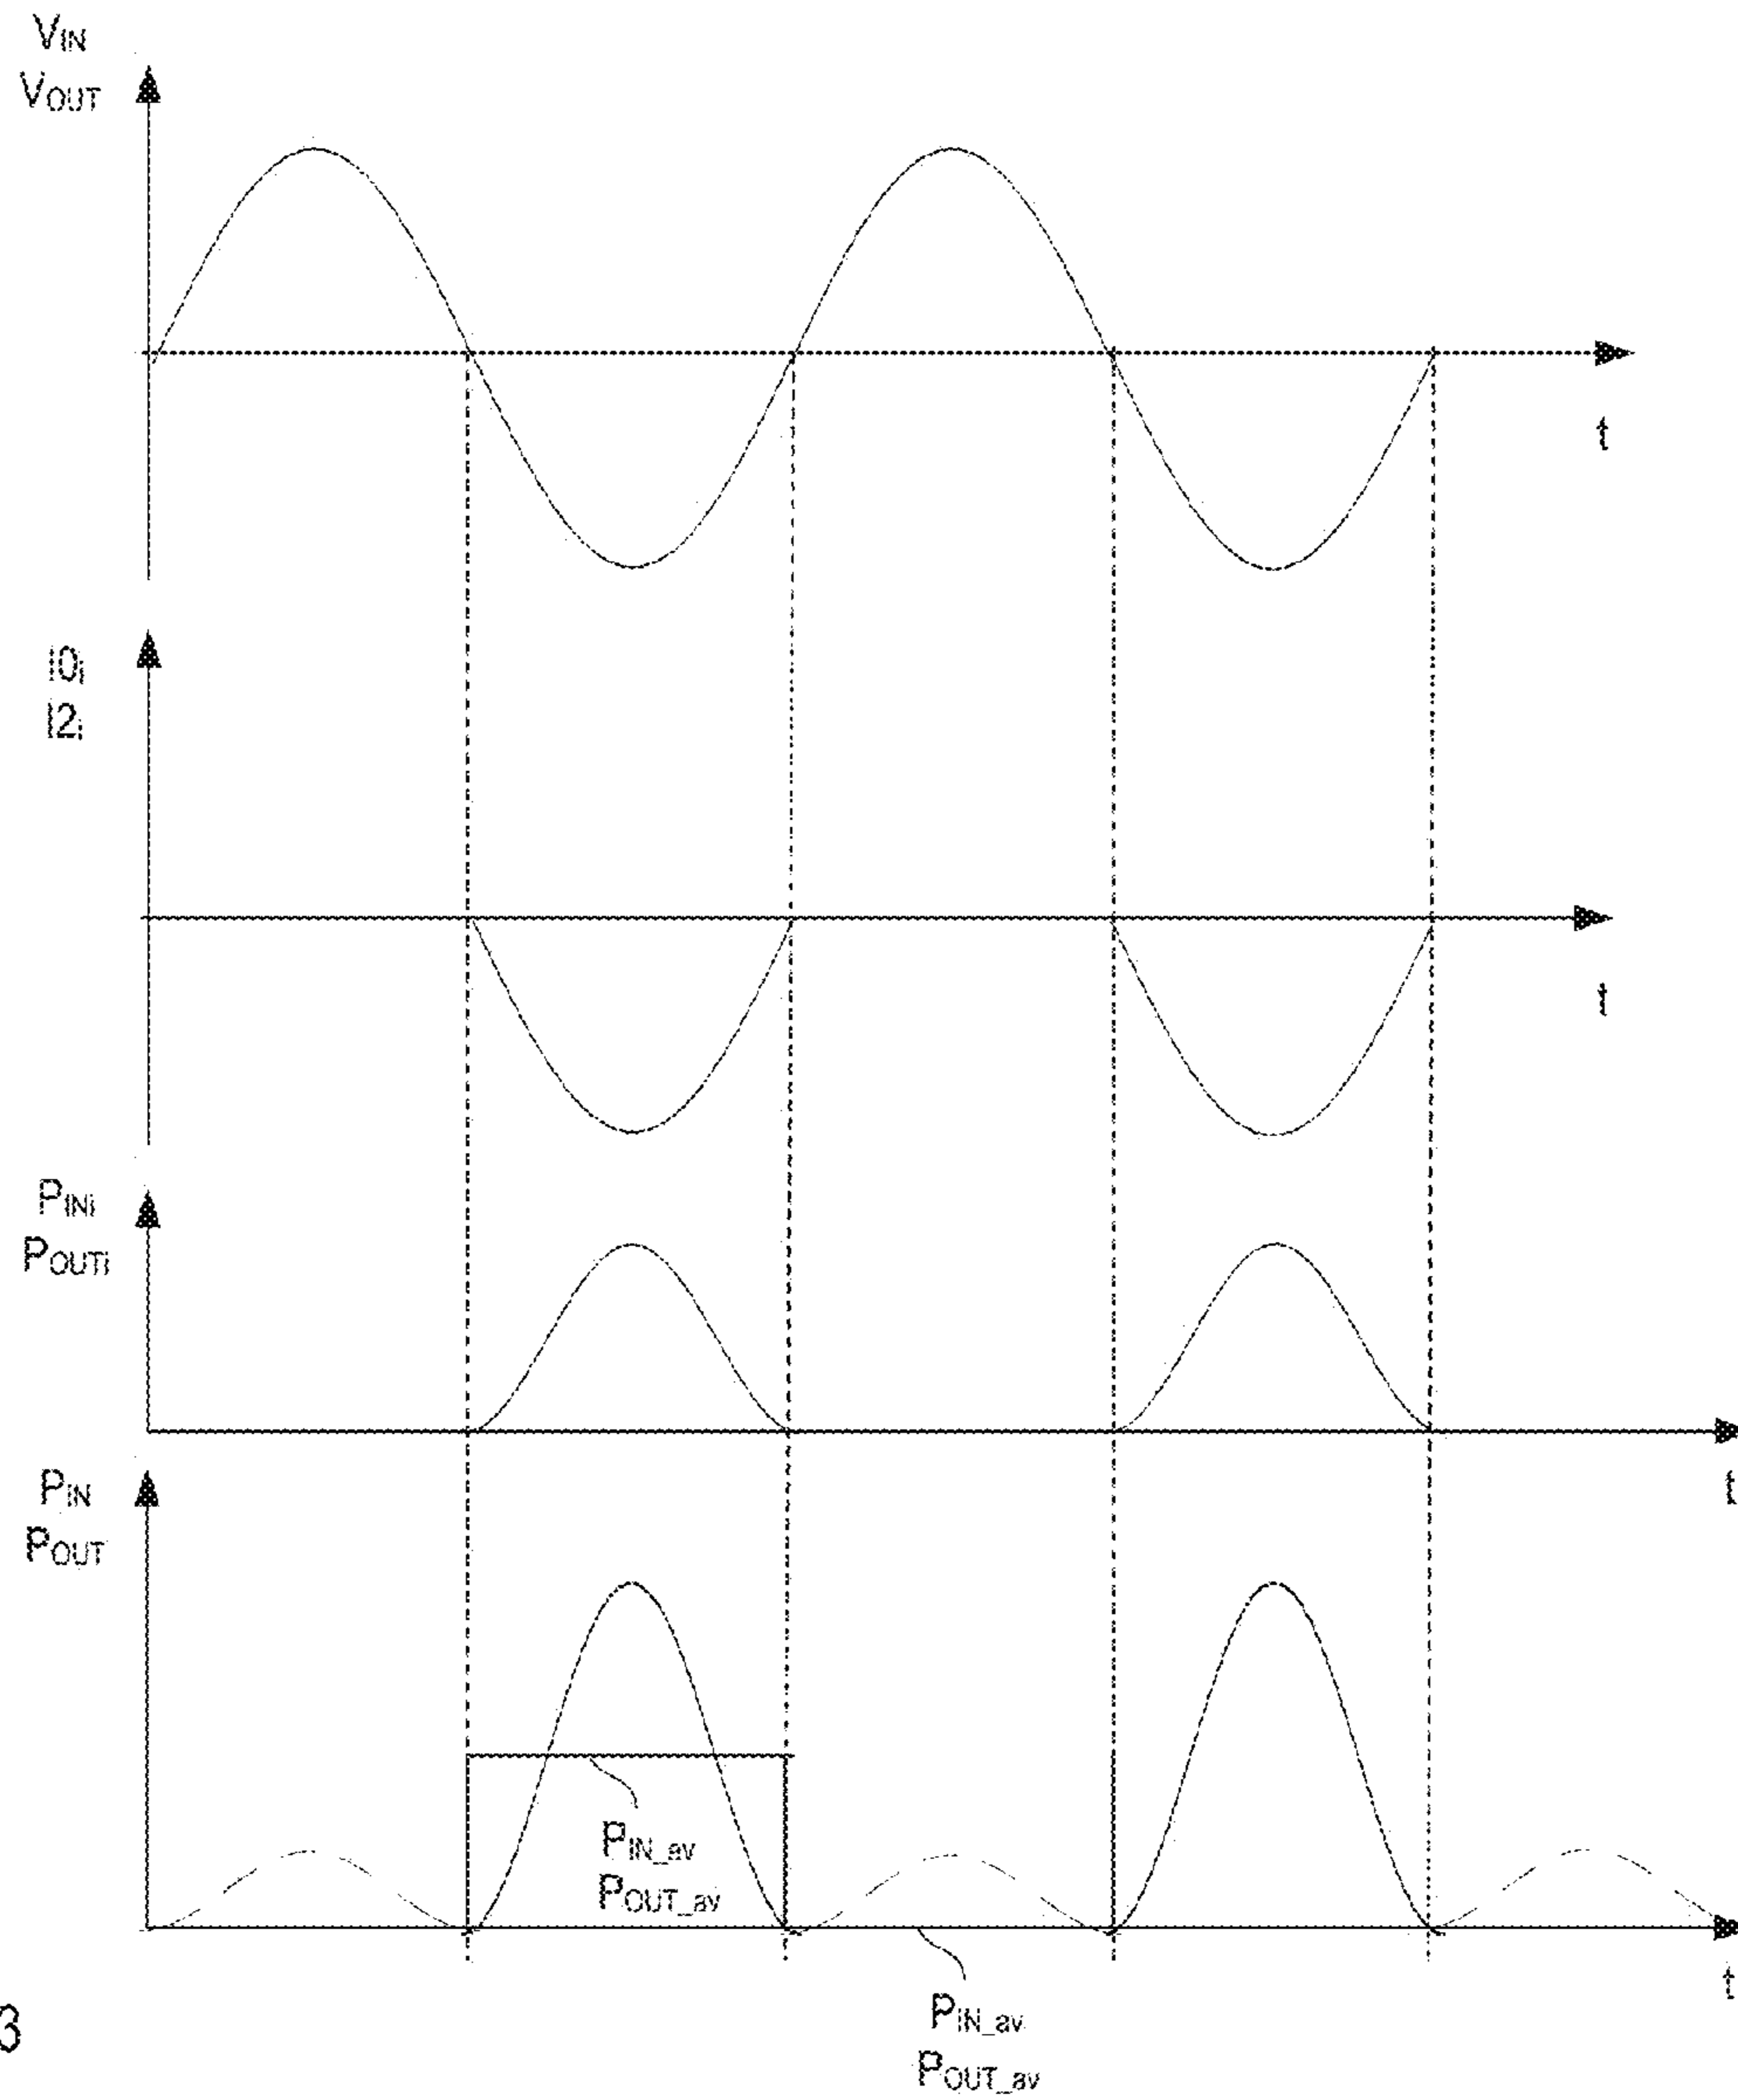 VIN
VOUT
t
I0i
I2i
t
PINi
POUTi
t
PIN
POUT
PIN_av
POUT_av
t
PIN_av
POUT_av
3